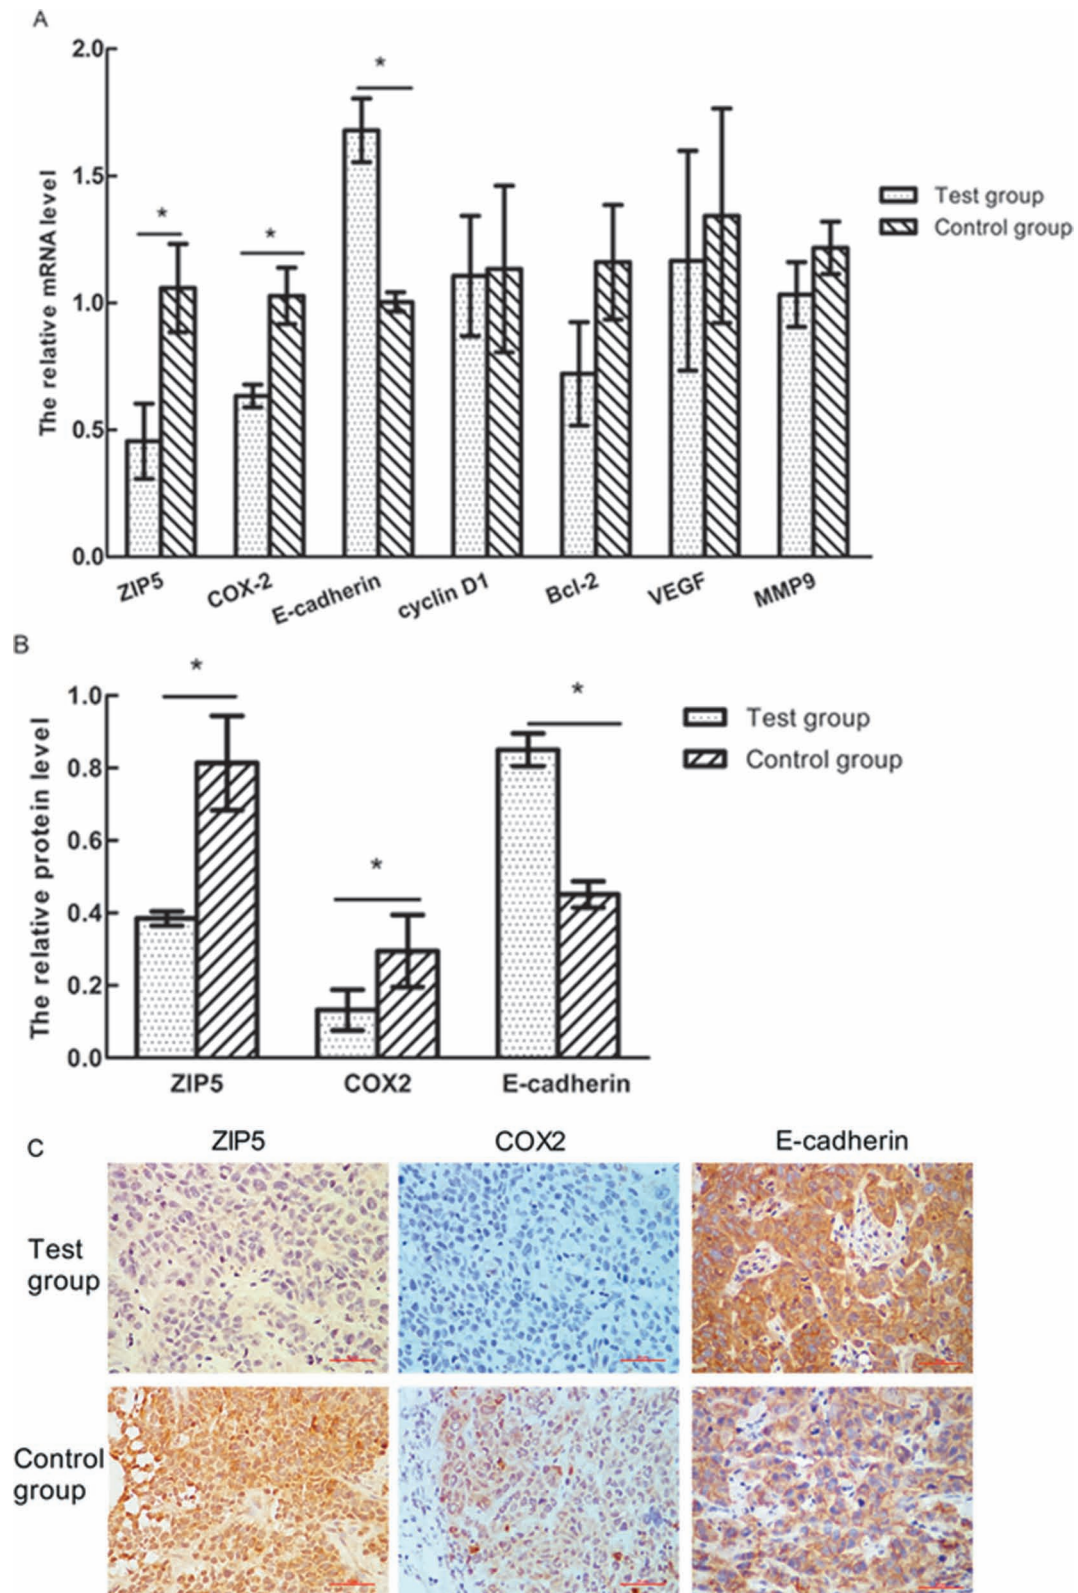 A
The relative mRNA level
2.0
1.5
1.0
0.5
0.0
*
*
*
Test group
Control group
ZIP5
COX-2
E-cadherin
cyclin D1
Bcl-2
VEGF
MMP9
B
The relative protein level
1.0
0.8
0.6
0.4
0.2
0.0
*
*
*
Test group
Control group
ZIP5
COX2
E-cadherin
C
ZIP5
COX2
E-cadherin
Test
group
Control
group